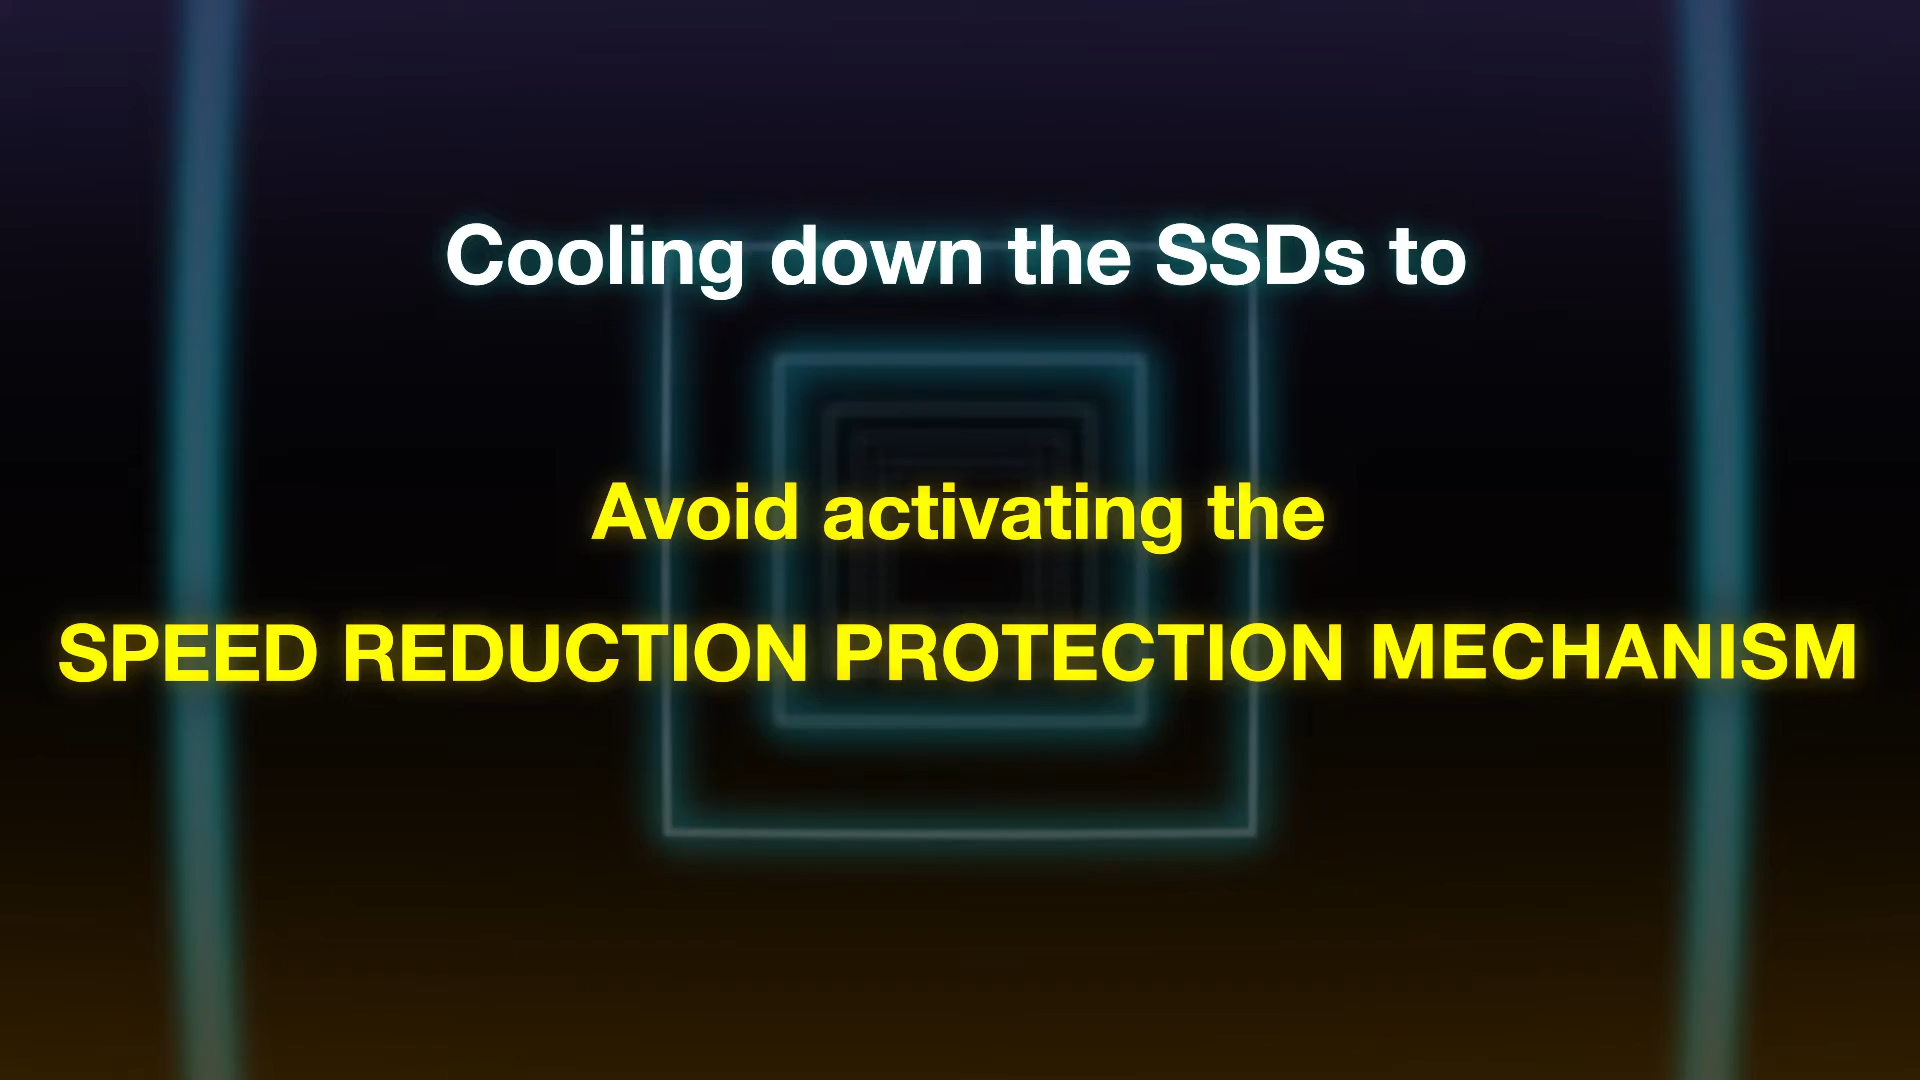 Cooling down the SSDs to
Avoid activating the
SPEED REDUCTION PROTECTION MECHANISM